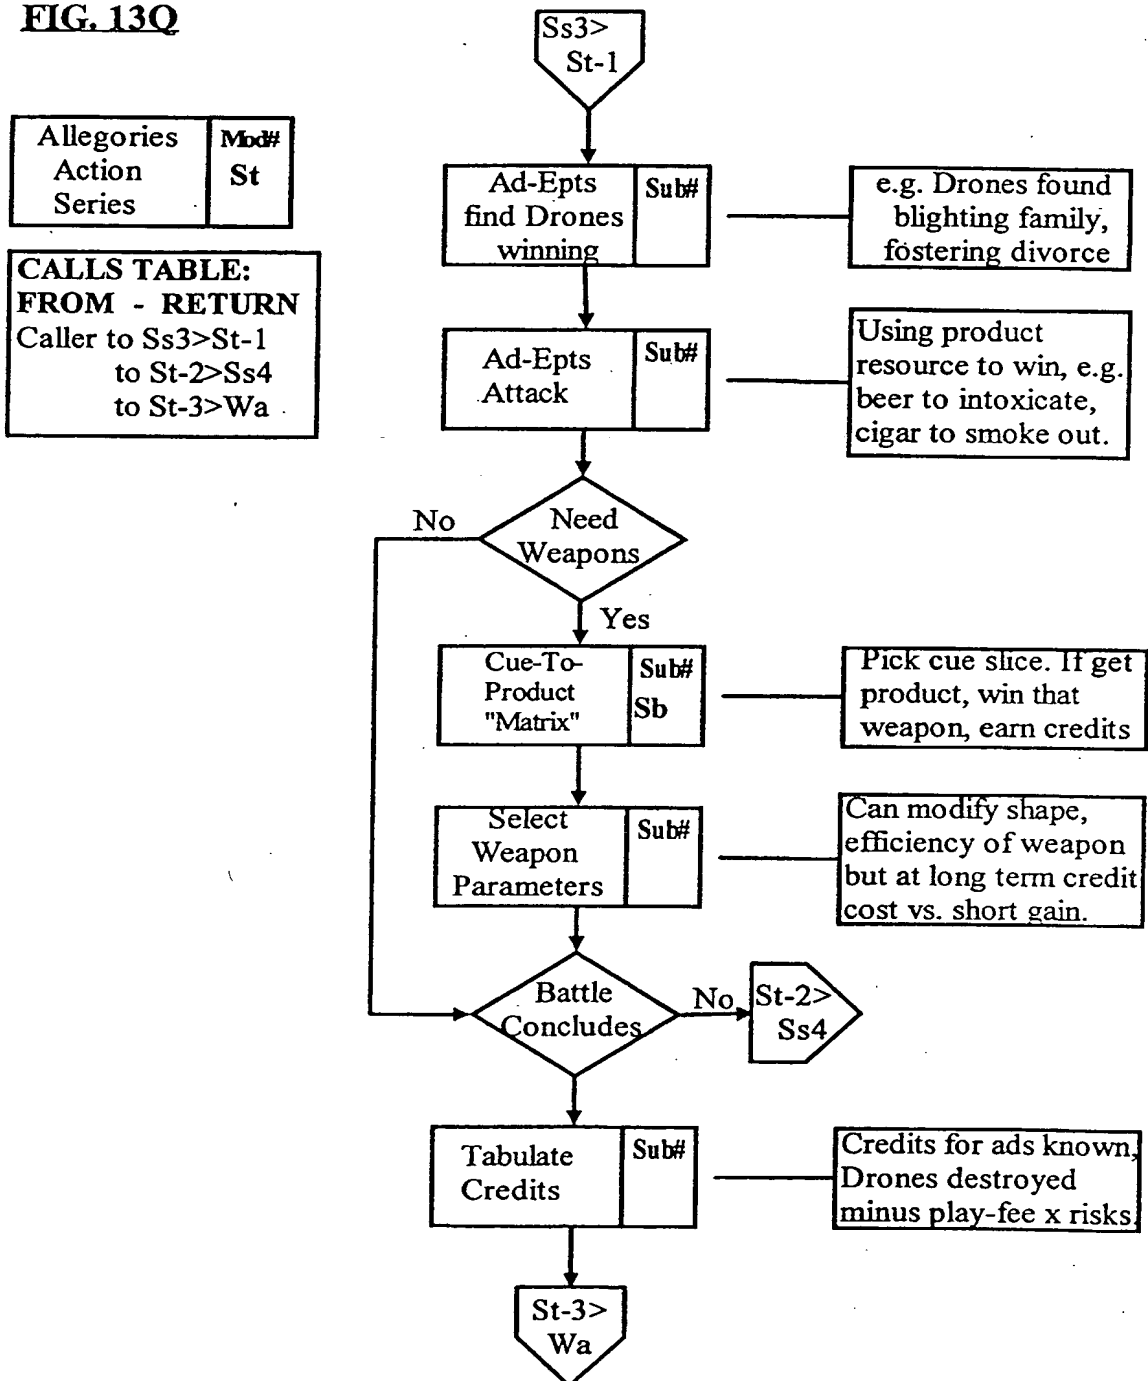 FIG. 13Q
Ss3>
St-1
Allegories
Action
Series
Mod#
St
CALLS TABLE:
FROM - RETURN
Caller to Ss3>St-1
to St-2>Ss4
to St-3>Wa
Ad-Epts
find Drones
winning
Sub#
e.g. Drones found
blighting family,
fostering divorce
Ad-Epts
Attack
Sub#
Using product
resource to win, e.g.
beer to intoxicate,
cigar to smoke out.
Need
Weapons
No
Yes
Cue-To-
Product
"Matrix"
Sub#
Sb
Pick cue slice. If get
product, win that
weapon, earn credits
Select
Weapon
Parameters
Sub#
Can modify shape,
efficiency of weapon
but at long term credit
cost vs. short gain.
Battle
Concludes
No
St-2>
Ss4
Tabulate
Credits
Sub#
Credits for ads known,
Drones destroyed
minus play-fee x risks
St-3>
Wa